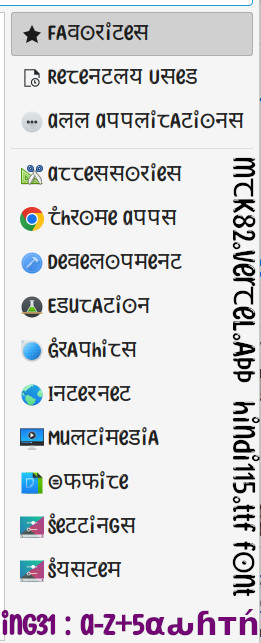 Favorites
Recently Used
All Applications
Accessories
Chrome Apps
Development
Education
Graphics
Internet
Multimedia
Office
Settings
System
mcK82.vercel.App hindi115.ttf font
ing31 :